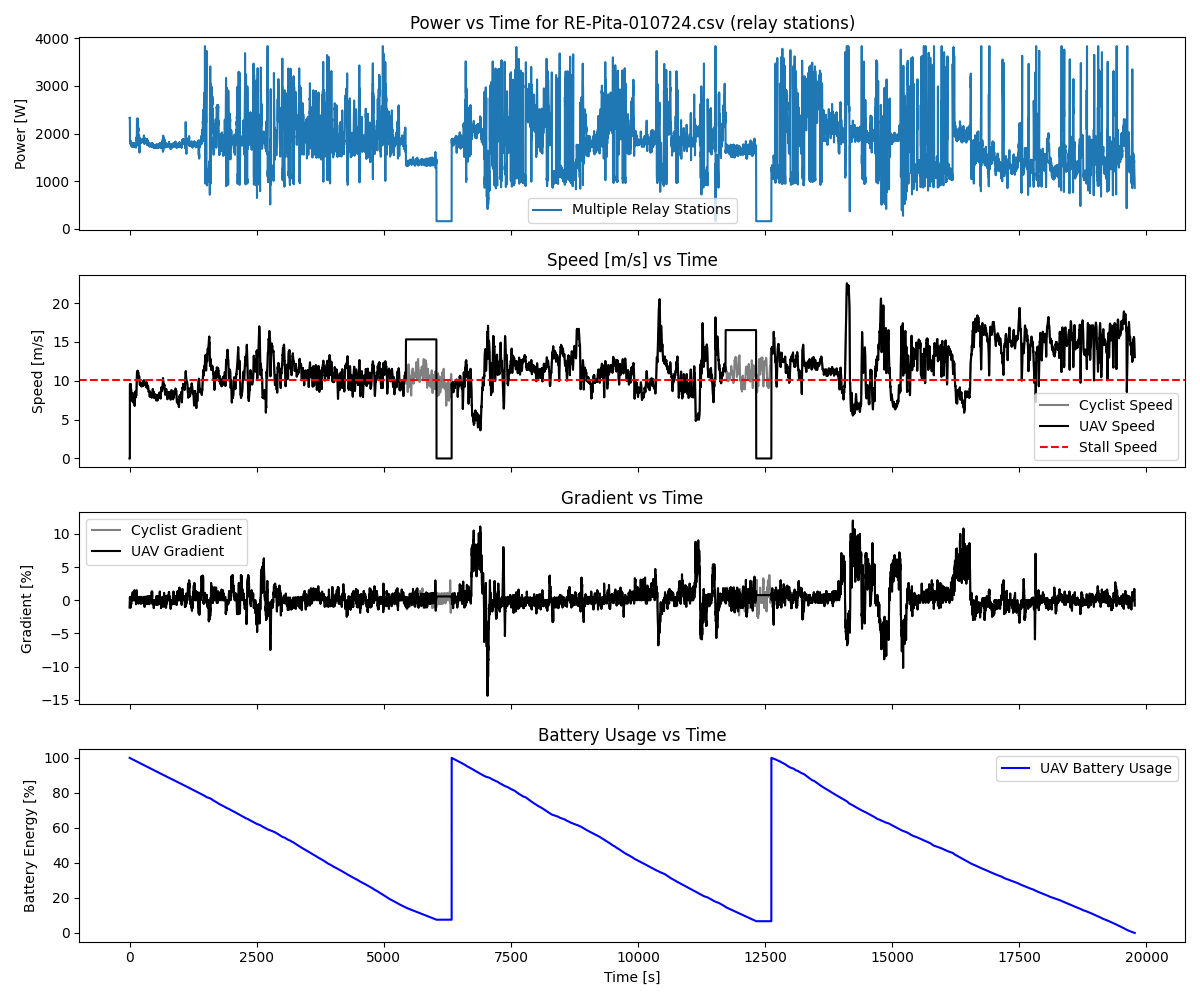 Power vs Time for RE-Pita-010724.csv (relay stations)
4000
3000
2000
1000
0
Power [W]
Multiple Relay Stations
Speed [m/s] vs Time
20
15
10
5
0
Speed [m/s]
Cyclist Speed
UAV Speed
Stall Speed
Gradient vs Time
10
5
0
−5
−10
−15
Gradient [%]
Cyclist Gradient
UAV Gradient
Battery Usage vs Time
100
80
60
40
20
0
Battery Energy [%]
UAV Battery Usage
0 2500 5000 7500 10000 12500 15000 17500 20000
Time [s]